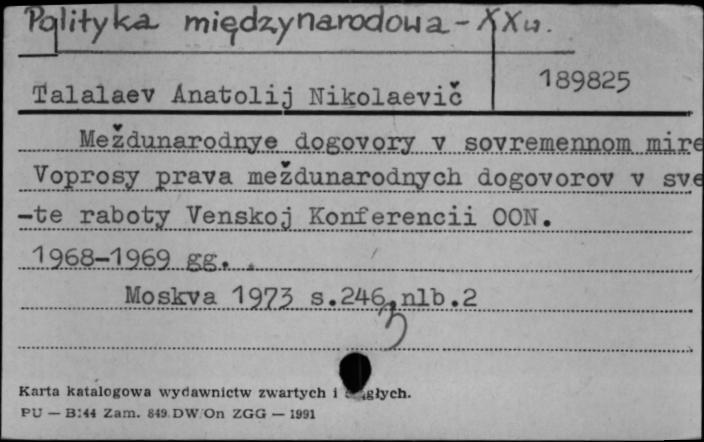 Polityka międzynarodowa - XXw.
189825
Talalaev Anatolij Nikolaevič
Meždunarodnye dogovory v sovremennom mire
Voprosy prava meždunarodnych dogovorov v sve
-te raboty Venskoj Konferencii OON.
1968-1969 gg.
Moskva 1973 s.246, nlb.2
Karta katalogowa wydawnictw zwartych i
PU — B:44 Zam. 849 DW/On ZGG — 1991